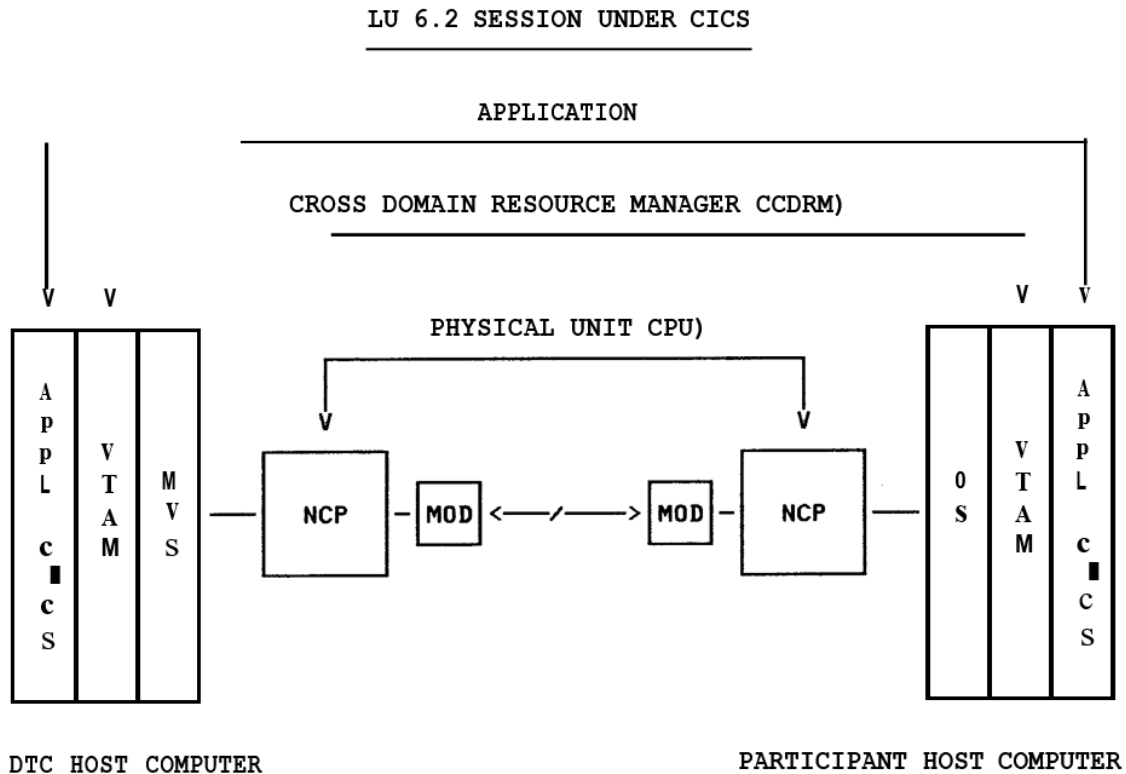 LU 6.2 SESSION UNDER CICS
APPLICATION
CROSS DOMAIN RESOURCE MANAGER CCDRM)
V V
V V
PHYSICAL UNIT CPU)
V V
A p p L c ▮ c S
V T A M
M V S
NCP
MOD
<——/——>
MOD
NCP
O S
V T A M
A p p L c ▮ c S
DTC HOST COMPUTER
PARTICIPANT HOST COMPUTER